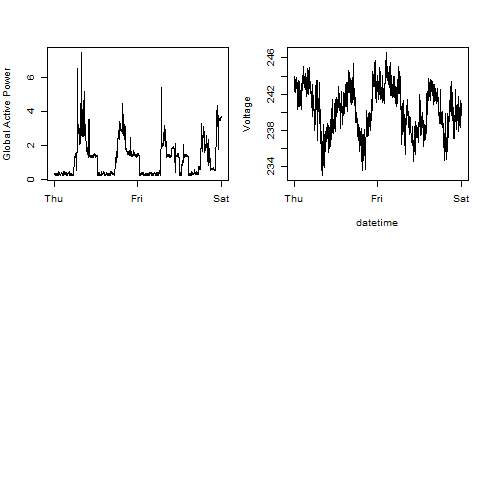 Global Active Power
6
4
2
0
Thu Fri Sat
Voltage
246
242
238
234
Thu Fri Sat
datetime